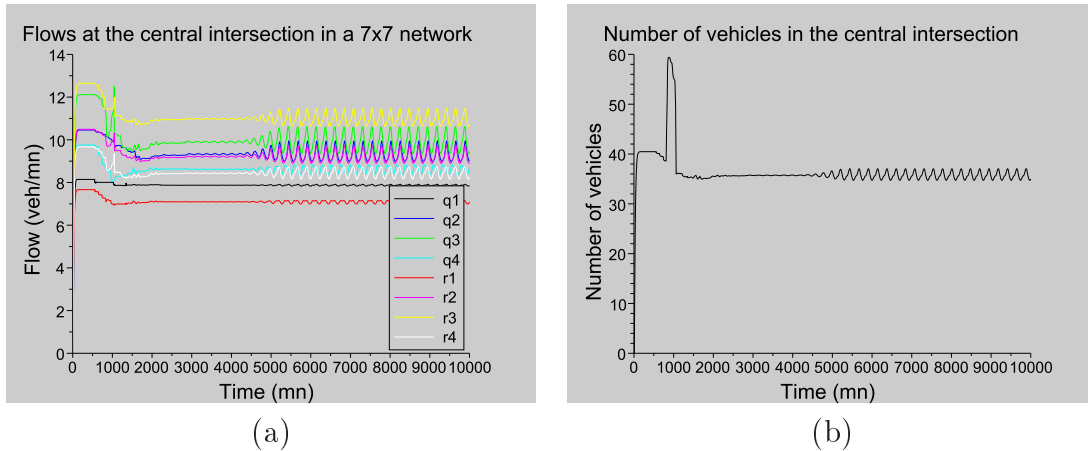 Flows at the central intersection in a 7x7 network
14
12
10
8
6
4
2
0
Flow (veh/mn)
q1
q2
q3
q4
r1
r2
r3
r4
0 1000 2000 3000 4000 5000 6000 7000 8000 9000 10000
Time (mn)
(a)
Number of vehicles in the central intersection
60
50
40
30
20
10
0
Number of vehicles
0 1000 2000 3000 4000 5000 6000 7000 8000 9000 10000
Time (mn)
(b)